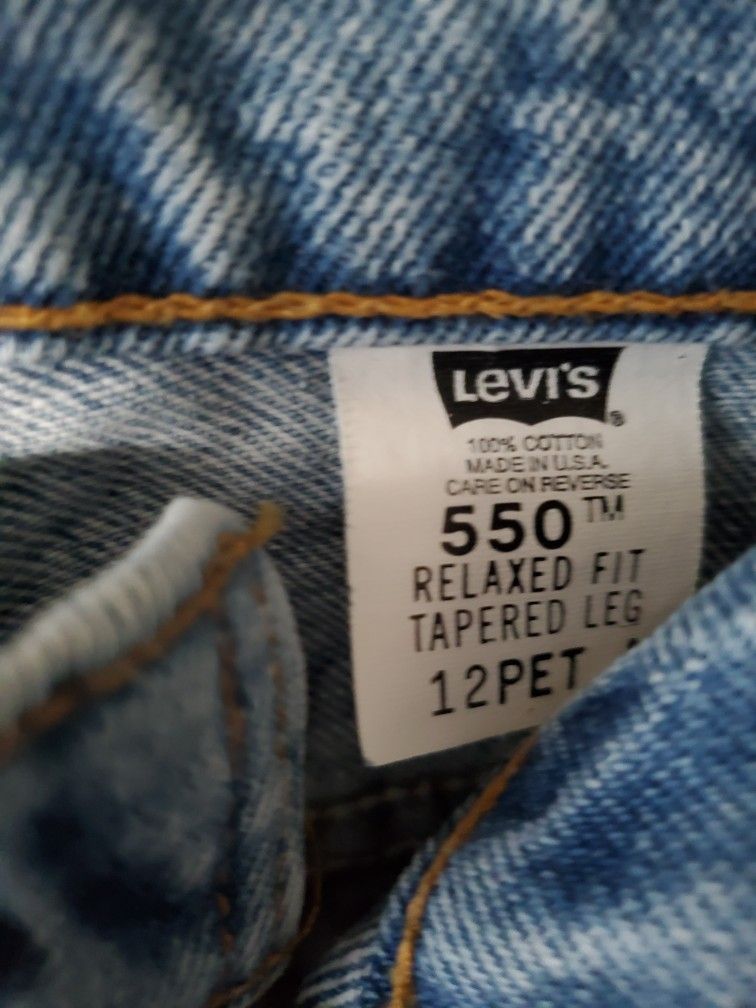 Levi's®
100% COTTON
MADE IN U.S.A.
CARE ON REVERSE
550™
RELAXED FIT
TAPERED LEG
12PET